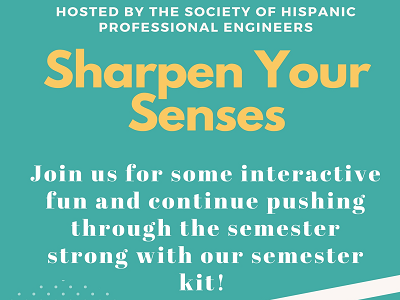 HOSTED BY THE SOCIETY OF HISPANIC
PROFESSIONAL ENGINEERS
Sharpen Your
Senses
Join us for some interactive
fun and continue pushing
through the semester
strong with our semester
kit!